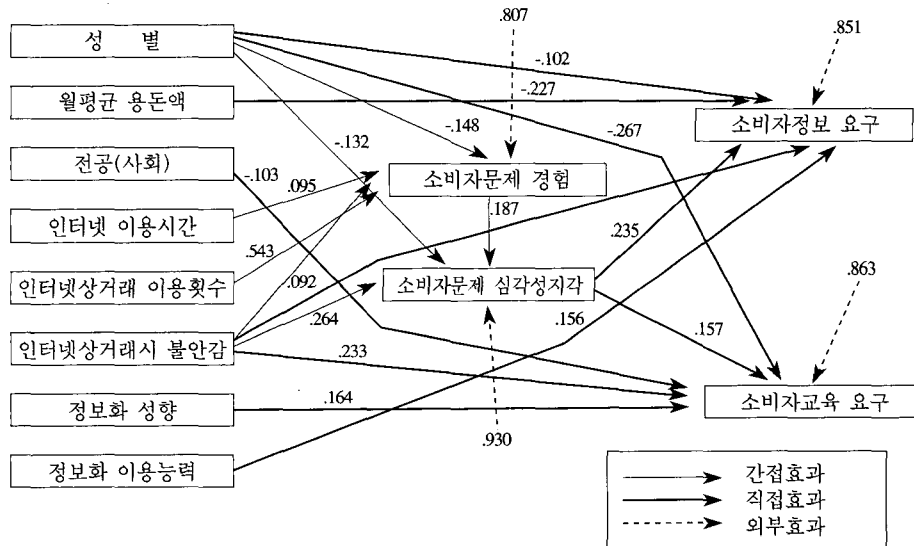 .807
.851
성 별
-.102
월평균 용돈액
-.227
소비자정보 요구
-.132
-.148
-.267
전공(사회)
-.103
.095
소비자문제 경험
.187
인터넷 이용시간
.543
.235
인터넷상거래 이용횟수
.092
소비자문제 심각성지각
.863
.264
.156
.157
인터넷상거래시 불안감
.233
정보화 성향
.164
소비자교육 요구
.930
정보화 이용능력
간접효과
직접효과
외부효과